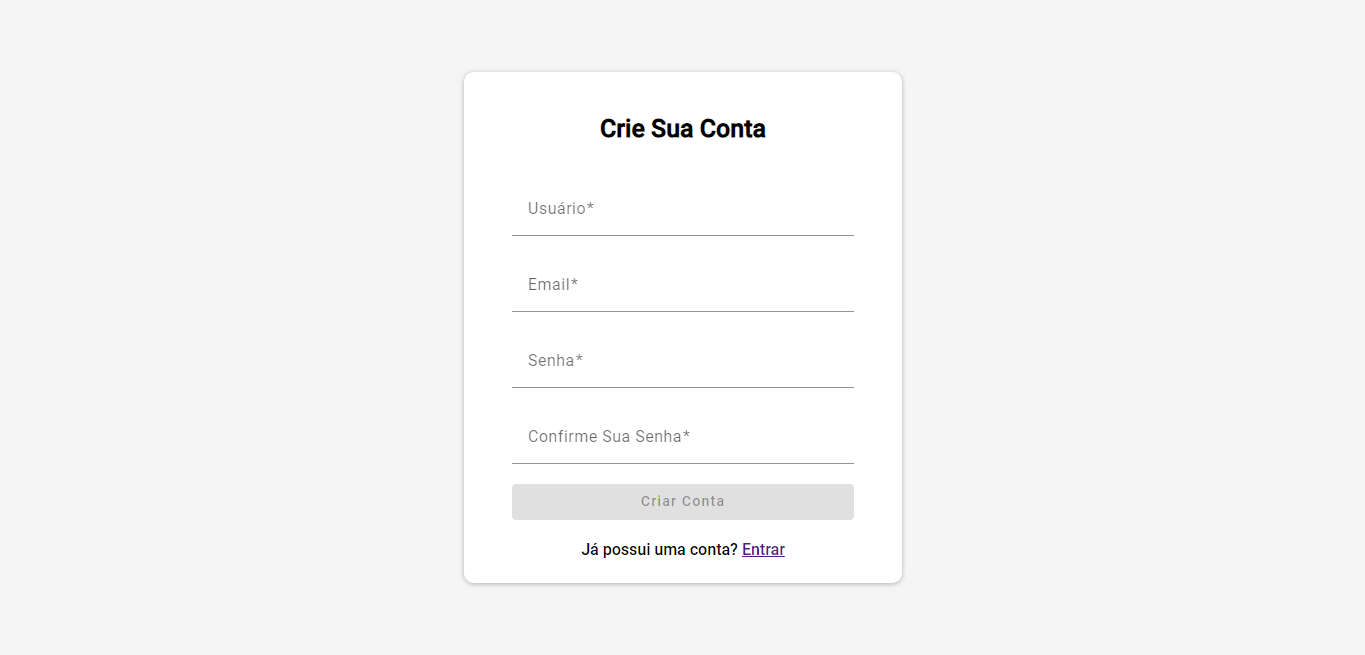 Crie Sua Conta
Usuário*
Email*
Senha*
Confirme Sua Senha*
Criar Conta
Já possui uma conta? Entrar